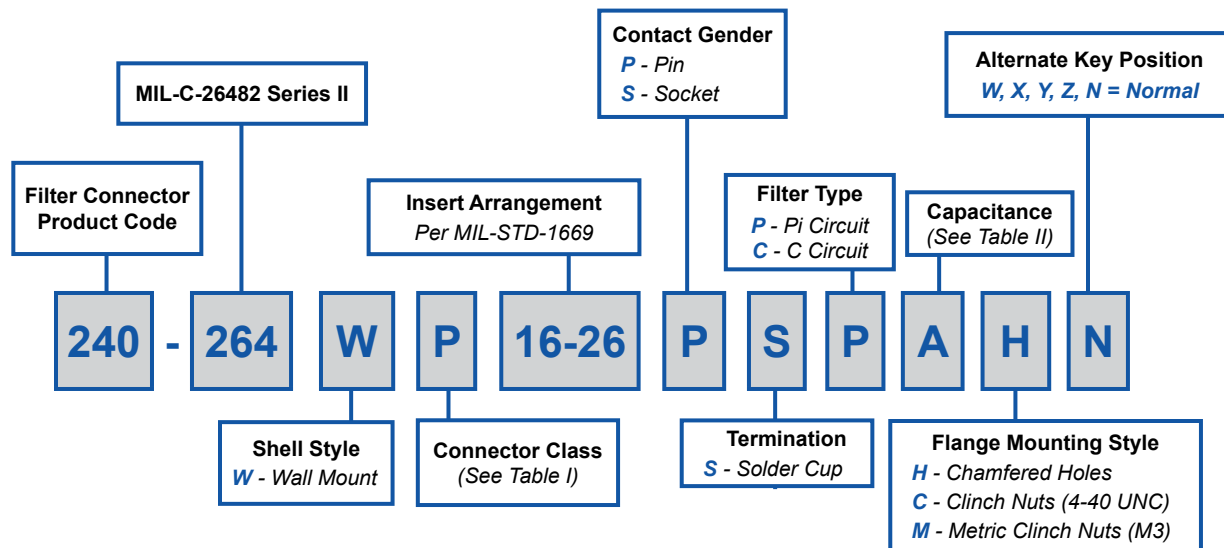 Contact Gender
P - Pin
S - Socket
Alternate Key Position
W, X, Y, Z, N = Normal
MIL-C-26482 Series II
Filter Connector
Product Code
Insert Arrangement
Per MIL-STD-1669
Filter Type
P - Pi Circuit
C - C Circuit
Capacitance
(See Table II)
240 - 264 W P 16-26 P S P A H N
Shell Style
W - Wall Mount
Connector Class
(See Table I)
Termination
S - Solder Cup
Flange Mounting Style
H - Chamfered Holes
C - Clinch Nuts (4-40 UNC)
M - Metric Clinch Nuts (M3)